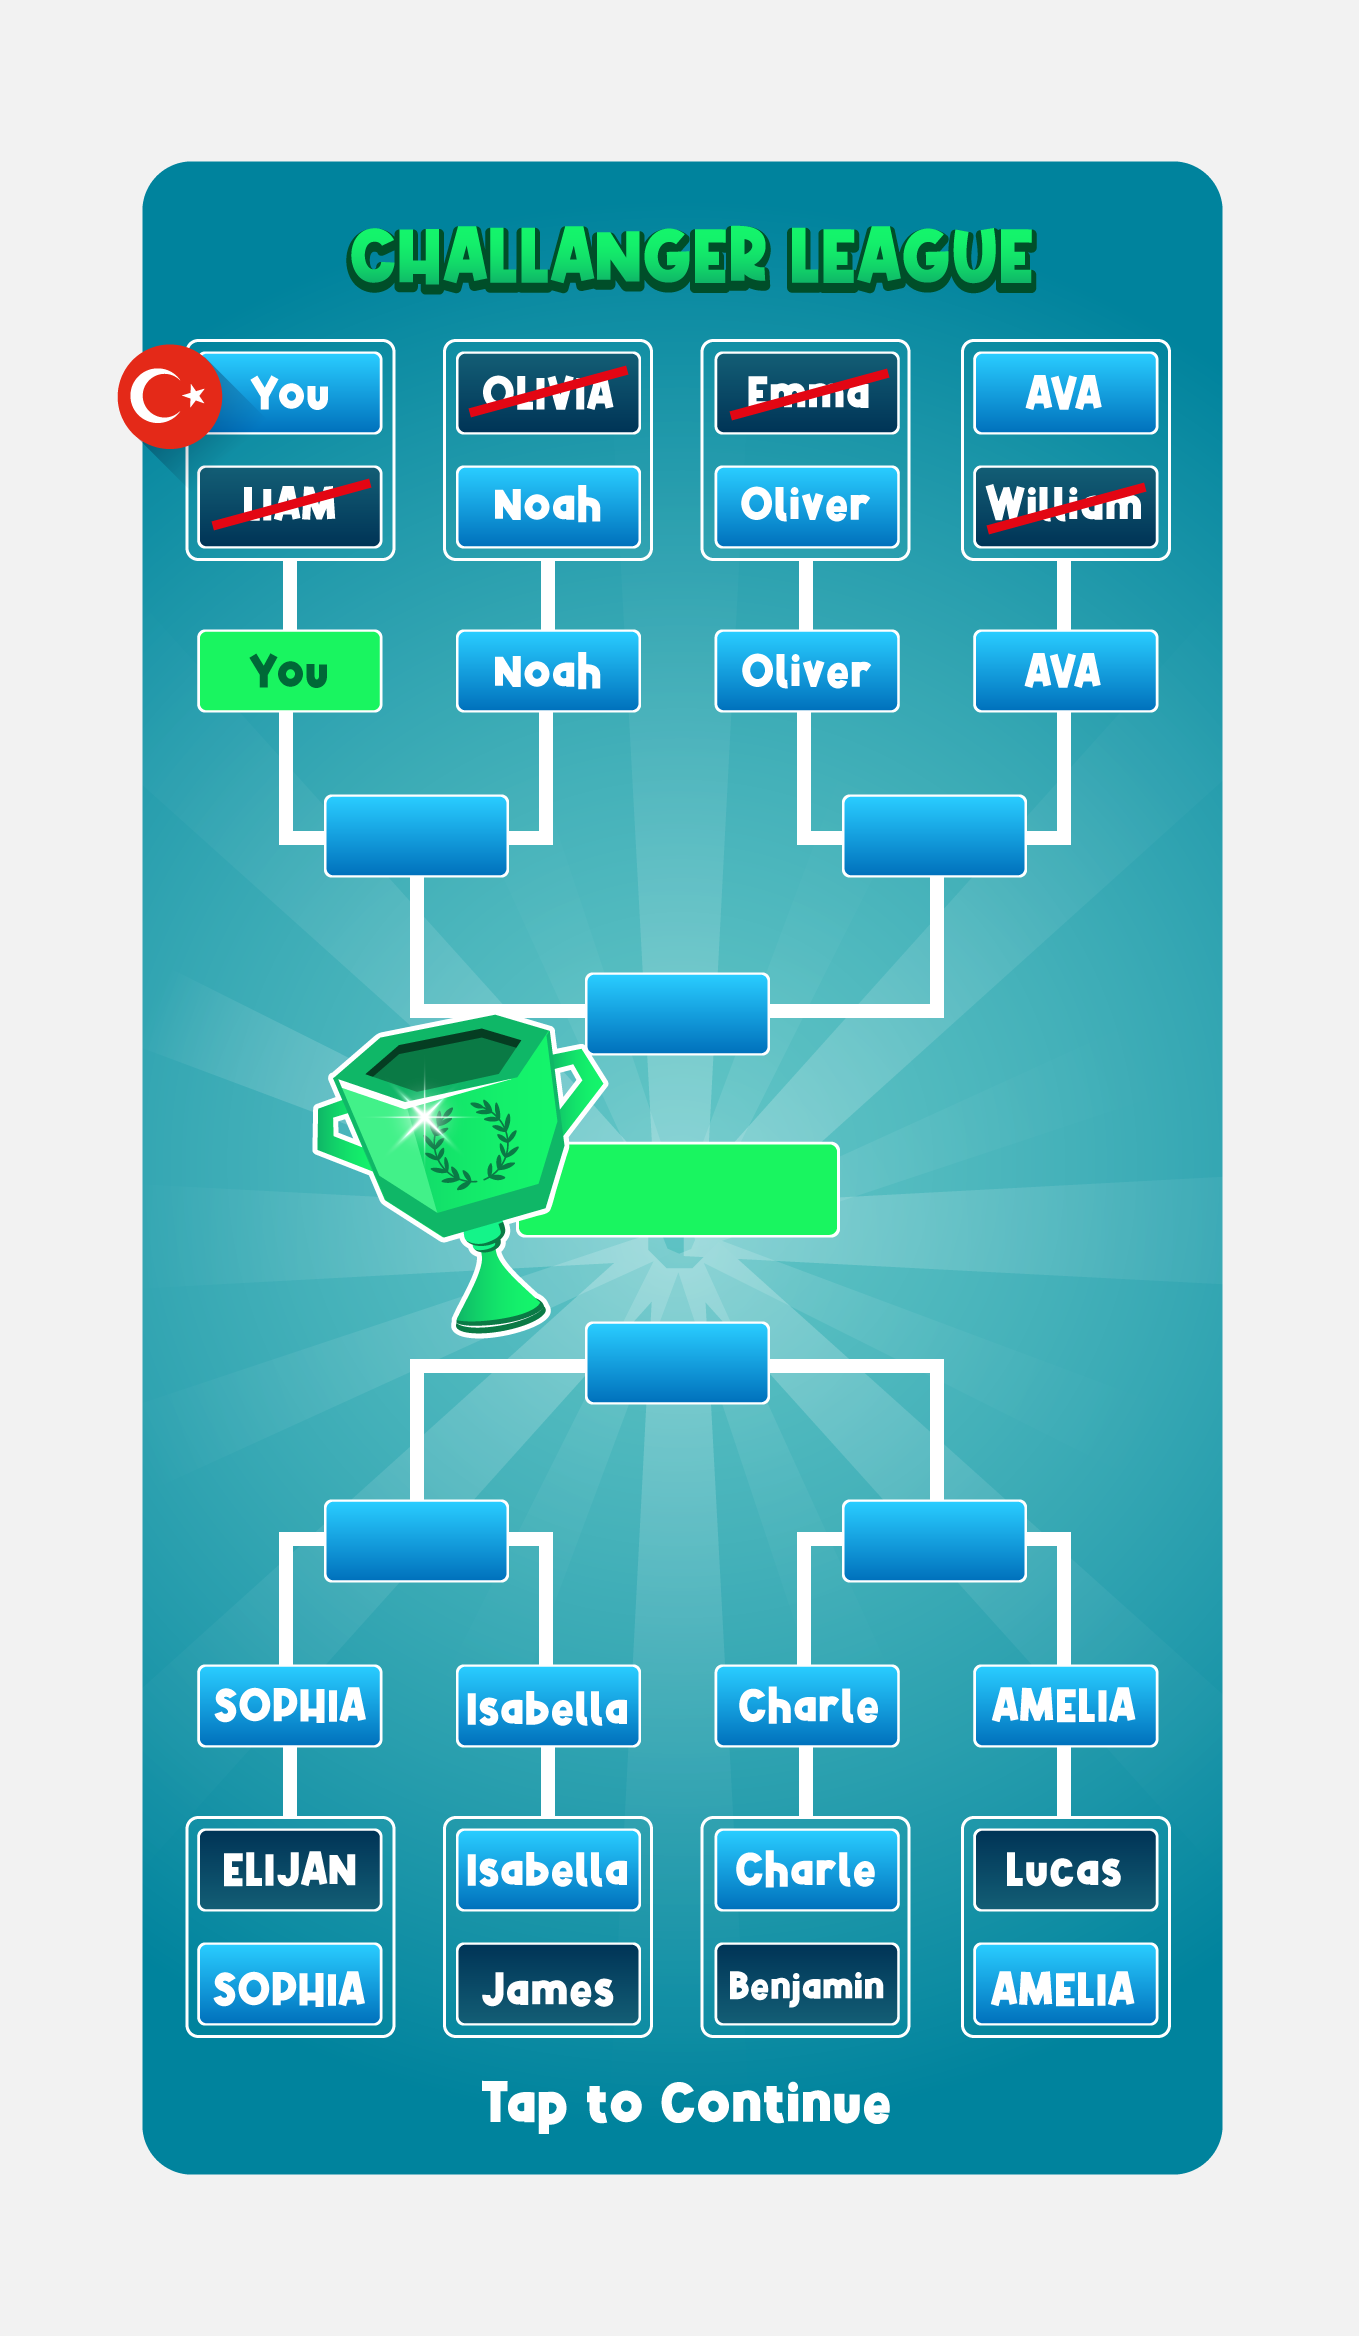 CHALLANGER LEAGUE
You OLIVIA Emma AVA
LIAM Noah Oliver William
You Noah Oliver AVA
SOPHIA Isabella Charle AMELIA
ELIJAN Isabella Charle Lucas
SOPHIA James Benjamin AMELIA
Tap to Continue